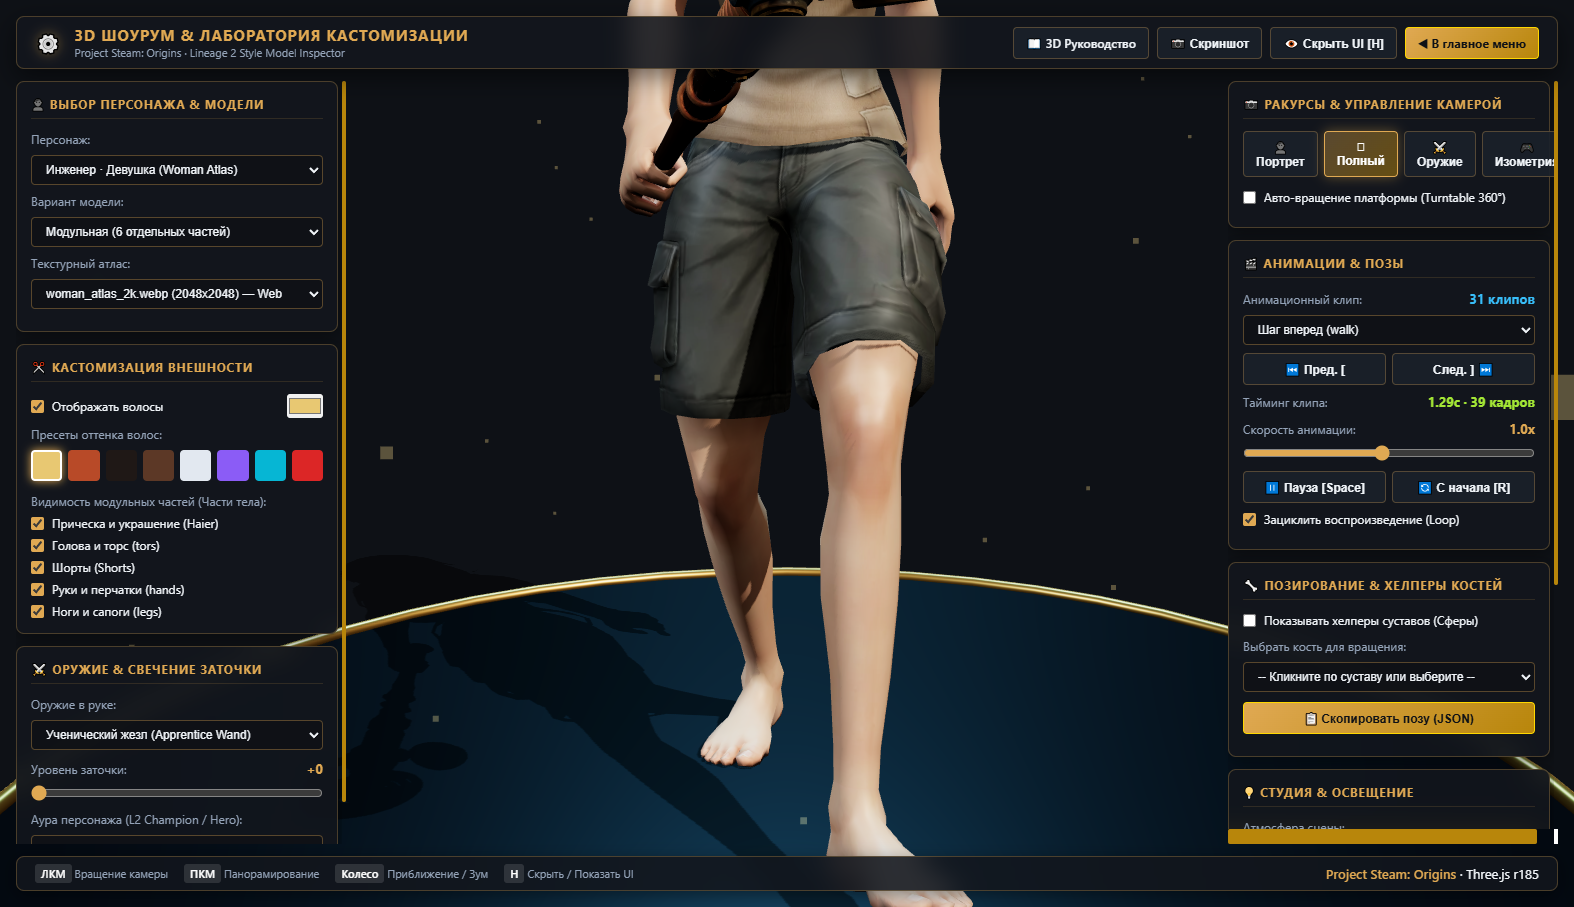 3D ШОУРУМ & ЛАБОРАТОРИЯ КАСТОМИЗАЦИИ
Project Steam: Origins · Lineage 2 Style Model Inspector
3D Руководство
Скриншот
Скрыть UI [H]
◀ В главное меню
ВЫБОР ПЕРСОНАЖА & МОДЕЛИ
Персонаж:
Инженер - Девушка (Woman Atlas)
Вариант модели:
Модульная (6 отдельных частей)
Текстурный атлас:
woman_atlas_2k.webp (2048x2048) — Web
КАСТОМИЗАЦИЯ ВНЕШНОСТИ
Отображать волосы
Пресеты оттенка волос:
Видимость модульных частей (Части тела):
Прическа и украшение (Haier)
Голова и торс (tors)
Шорты (Shorts)
Руки и перчатки (hands)
Ноги и сапоги (legs)
ОРУЖИЕ & СВЕЧЕНИЕ ЗАТОЧКИ
Оружие в руке:
Ученический жезл (Apprentice Wand)
Уровень заточки: +0
Аура персонажа (L2 Champion / Hero):
РАКУРСЫ & УПРАВЛЕНИЕ КАМЕРОЙ
Портрет
Полный
Оружие
Изометрия
Авто-вращение платформы (Turntable 360°)
АНИМАЦИИ & ПОЗЫ
Анимационный клип: 31 клипов
Шаг вперед (walk)
Пред. [
След. ]
Тайминг клипа: 1.29с · 39 кадров
Скорость анимации: 1.0x
Пауза [Space]
С начала [R]
Зациклить воспроизведение (Loop)
ПОЗИРОВАНИЕ & ХЕЛПЕРЫ КОСТЕЙ
Показывать хелперы суставов (Сферы)
Выбрать кость для вращения:
-- Кликните по суставу или выберите --
Скопировать позу (JSON)
СТУДИЯ & ОСВЕЩЕНИЕ
Атмосфера сцены:
ЛКМ Вращение камеры
ПКМ Панорамирование
Колесо Приближение / Зум
H Скрыть / Показать UI
Project Steam: Origins · Three.js r185